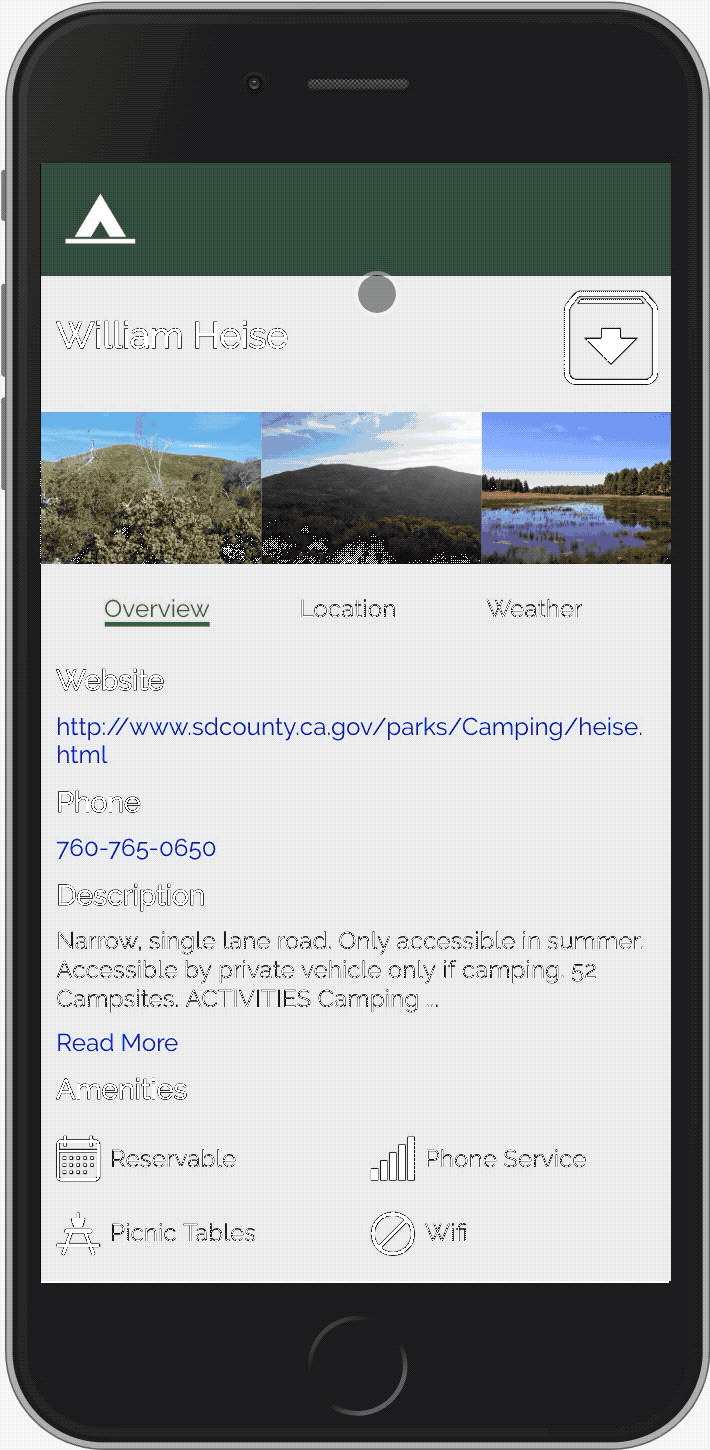 William Heise
Overview Location Weather
Website
http://www.sdcounty.ca.gov/parks/Camping/heise.
html
Phone
760-765-0650
Description
Narrow, single lane road. Only accessible in summer.
Accessible by private vehicle only if camping. 52
Campsites. ACTIVITIES Camping ...
Read More
Amenities
Reservable Phone Service
Picnic Tables Wifi